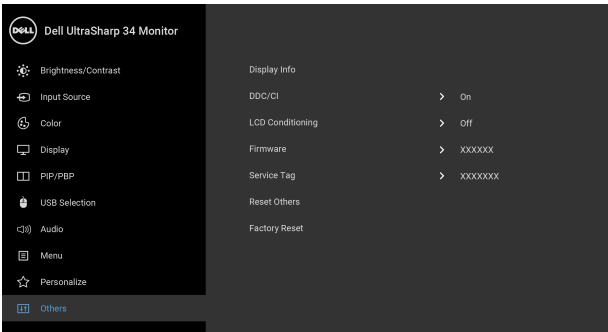 DELL Dell UltraSharp 34 Monitor
Brightness/Contrast
Display Info
Input Source
DDC/CI > On
Color
LCD Conditioning > Off
Display
Firmware > XXXXXX
PIP/PBP
Service Tag > XXXXXXX
USB Selection
Reset Others
Audio
Factory Reset
Menu
Personalize
Others